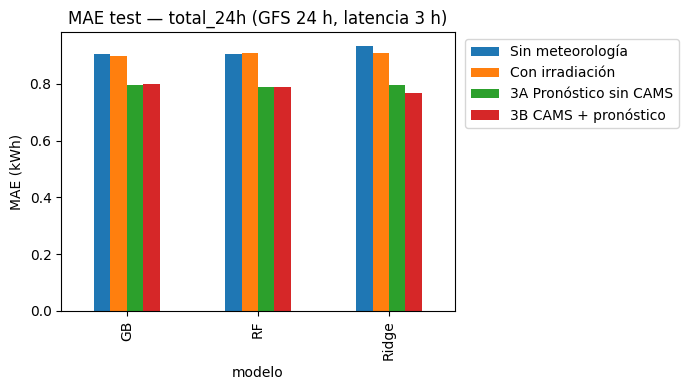 MAE test — total_24h (GFS 24 h, latencia 3 h)
Sin meteorología
Con irradiación
3A Pronóstico sin CAMS
3B CAMS + pronóstico
MAE (kWh)
0.8
0.6
0.4
0.2
0.0
GB
RF
Ridge
modelo